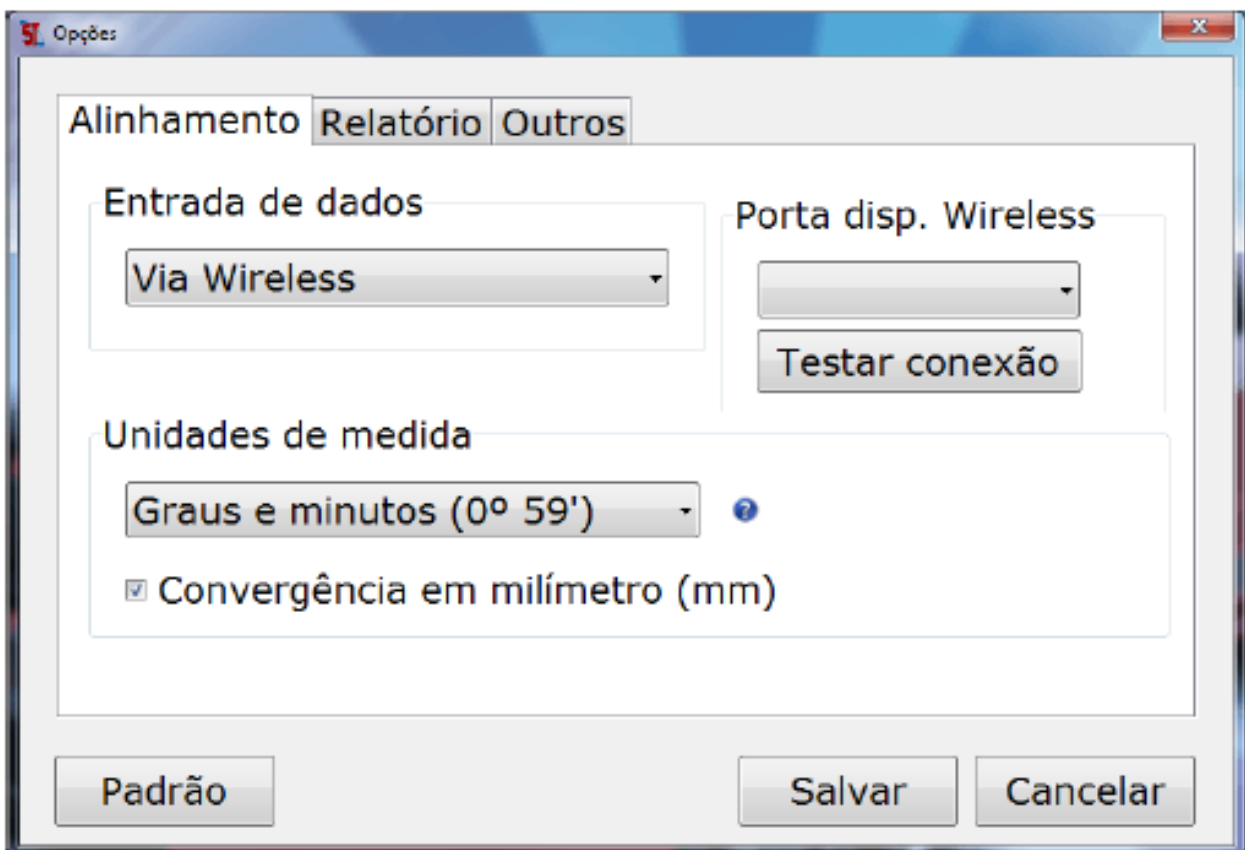 Opções
Alinhamento Relatório Outros
Entrada de dados
Via Wireless
Porta disp. Wireless
Testar conexão
Unidades de medida
Graus e minutos (0º 59')
Convergência em milímetro (mm)
Padrão
Salvar
Cancelar